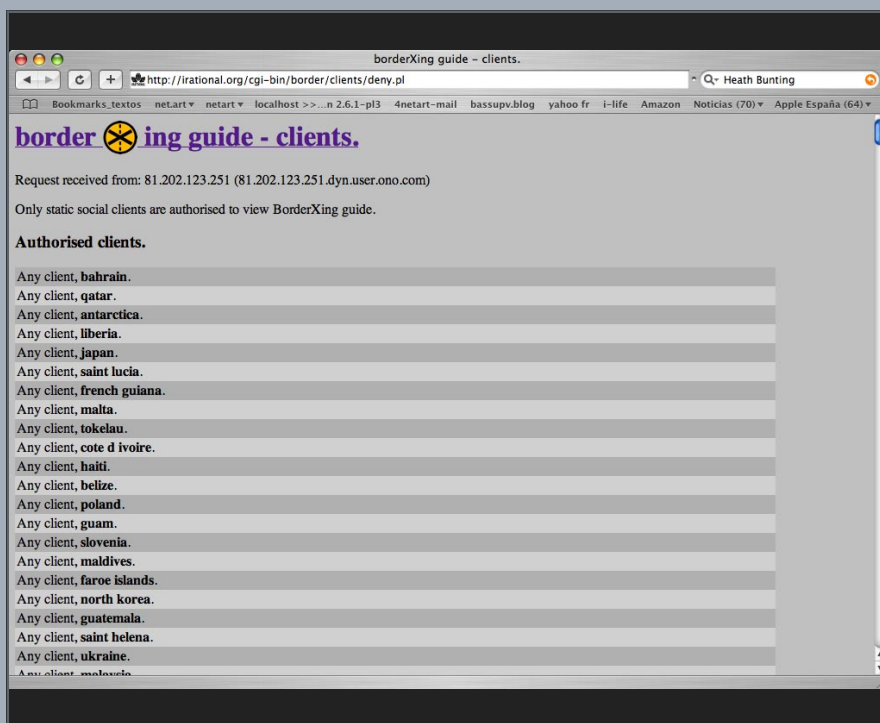 borderXing guide – clients.
http://irational.org/cgi-bin/border/clients/deny.pl
Heath Bunting
Bookmarks_textos net.art netart localhost >>...n 2.6.1-pl3 4netart-mail bassupv.blog yahoo fr i-life Amazon Noticias (70) Apple España (64)
border ing guide - clients.
Request received from: 81.202.123.251 (81.202.123.251.dyn.user.ono.com)
Only static social clients are authorised to view BorderXing guide.
Authorised clients.
Any client, bahrain.
Any client, qatar.
Any client, antarctica.
Any client, liberia.
Any client, japan.
Any client, saint lucia.
Any client, french guiana.
Any client, malta.
Any client, tokelau.
Any client, cote d ivoire.
Any client, haiti.
Any client, belize.
Any client, poland.
Any client, guam.
Any client, slovenia.
Any client, maldives.
Any client, faroe islands.
Any client, north korea.
Any client, guatemala.
Any client, saint helena.
Any client, ukraine.
Any client, malaysia